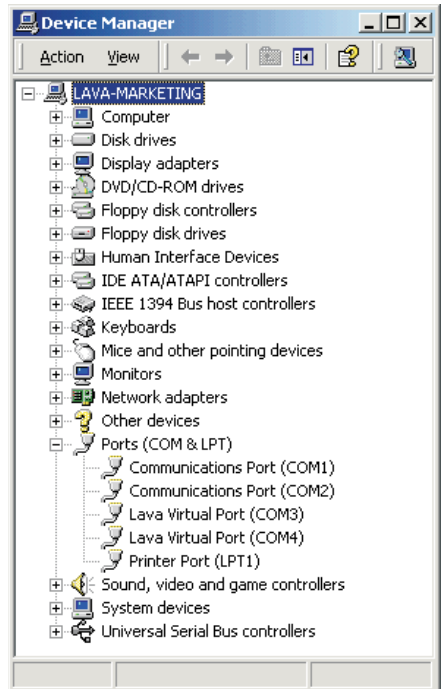 Device Manager
Action View
LAVA-MARKETING
Computer
Disk drives
Display adapters
DVD/CD-ROM drives
Floppy disk controllers
Floppy disk drives
Human Interface Devices
IDE ATA/ATAPI controllers
IEEE 1394 Bus host controllers
Keyboards
Mice and other pointing devices
Monitors
Network adapters
Other devices
Ports (COM & LPT)
Communications Port (COM1)
Communications Port (COM2)
Lava Virtual Port (COM3)
Lava Virtual Port (COM4)
Printer Port (LPT1)
Sound, video and game controllers
System devices
Universal Serial Bus controllers